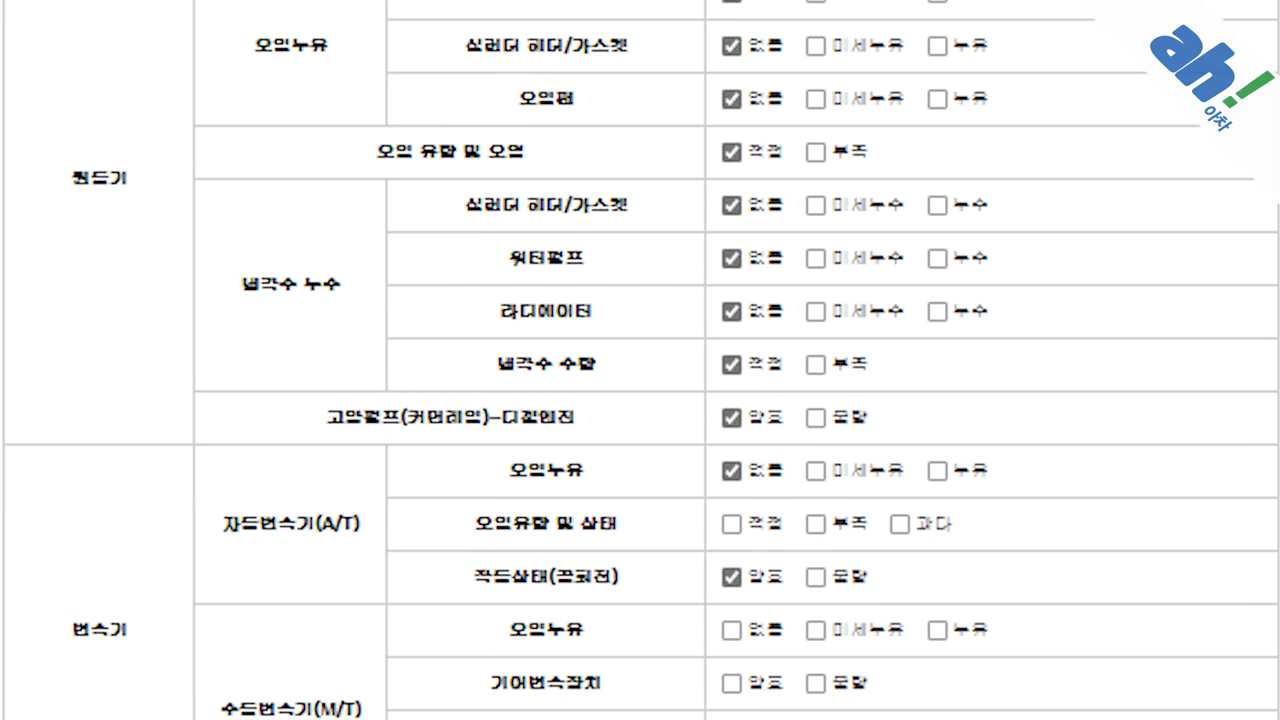 오일누유
실린더 헤더/가스켓
없음 미세누유 누유
오일팬
없음 미세누유 누유
원동기
오일 유량 및 오염
적정 부족
냉각수 누수
실린더 헤더/가스켓
없음 미세누수 누수
워터펌프
없음 미세누수 누수
라디에이터
없음 미세누수 누수
냉각수 수량
적정 부족
고압펌프(커먼레일)-디젤엔진
양호 불량
변속기
자동변속기(A/T)
오일누유
없음 미세누유 누유
오일유량 및 상태
적정 부족 과다
작동상태(공회전)
양호 불량
수동변속기(M/T)
오일누유
없음 미세누유 누유
기어변속장치
양호 불량
ah!
아차